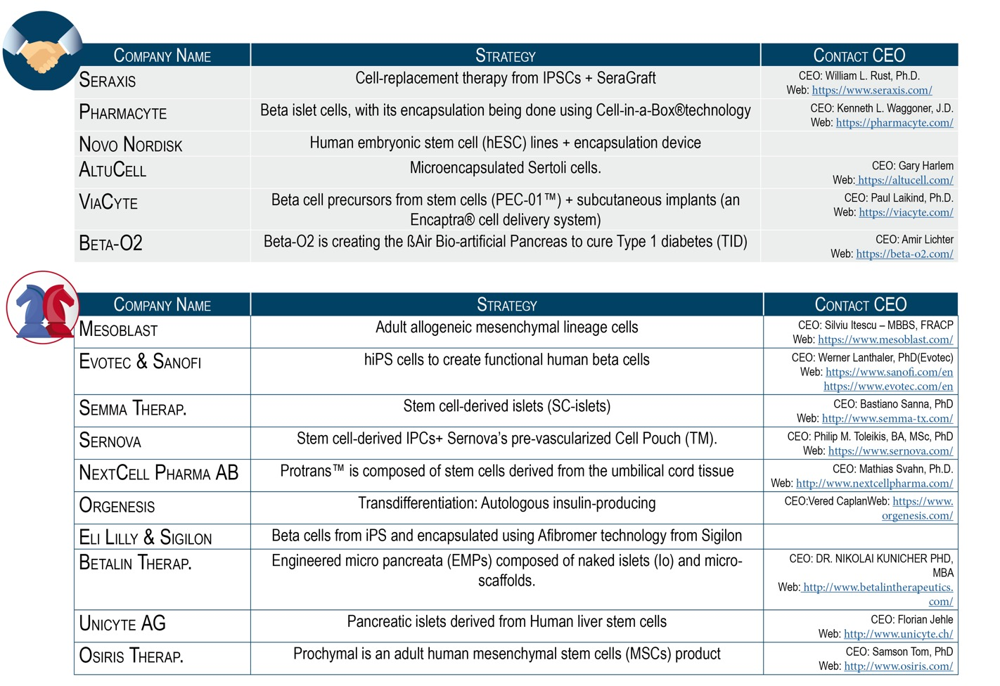 Company Name Strategy Contact CEO
Seraxis Cell-replacement therapy from IPSCs + SeraGraft CEO: William L. Rust, Ph.D.
Web: https://www.seraxis.com/
Pharmacyte Beta islet cells, with its encapsulation being done using Cell-in-a-Box®technology CEO: Kenneth L. Waggoner, J.D.
Web: https://pharmacyte.com/
Novo Nordisk Human embryonic stem cell (hESC) lines + encapsulation device
AltuCell Microencapsulated Sertoli cells. CEO: Gary Harlem
Web: https://altucell.com/
ViaCyte Beta cell precursors from stem cells (PEC-01™) + subcutaneous implants (an CEO: Paul Laikind, Ph.D.
Encaptra® cell delivery system) Web: https://viacyte.com/
Beta-O2 Beta-O2 is creating the ßAir Bio-artificial Pancreas to cure Type 1 diabetes (TID) CEO: Amir Lichter
Web: https://beta-o2.com/
Company Name Strategy Contact CEO
Mesoblast Adult allogeneic mesenchymal lineage cells CEO: Silviu Itescu – MBBS, FRACP
Web: https://www.mesoblast.com/
Evotec & Sanofi hiPS cells to create functional human beta cells CEO: Werner Lanthaler, PhD(Evotec)
Web: https://www.sanofi.com/en
https://www.evotec.com/en
Semma Therap. Stem cell-derived islets (SC-islets) CEO: Bastiano Sanna, PhD
Web: http://www.semma-tx.com/
Sernova Stem cell-derived IPCs+ Sernova’s pre-vascularized Cell Pouch (TM). CEO: Philip M. Toleikis, BA, MSc, PhD
Web: https://www.sernova.com/
NextCell Pharma AB Protrans™ is composed of stem cells derived from the umbilical cord tissue CEO: Mathias Svahn, Ph.D.
Web: http://www.nextcellpharma.com/
Orgenesis Transdifferentiation: Autologous insulin-producing CEO:Vered CaplanWeb: https://www.
orgenesis.com/
Eli Lilly & Sigilon Beta cells from iPS and encapsulated using Afibromer technology from Sigilon
Betalin Therap. Engineered micro pancreata (EMPs) composed of naked islets (Io) and micro- CEO: DR. NIKOLAI KUNICHER PHD,
scaffolds. MBA
Web: http://www.betalintherapeutics.
com/
Unicyte AG Pancreatic islets derived from Human liver stem cells CEO: Florian Jehle
Web: http://www.unicyte.ch/
Osiris Therap. Prochymal is an adult human mesenchymal stem cells (MSCs) product CEO: Samson Tom, PhD
Web: http://www.osiris.com/